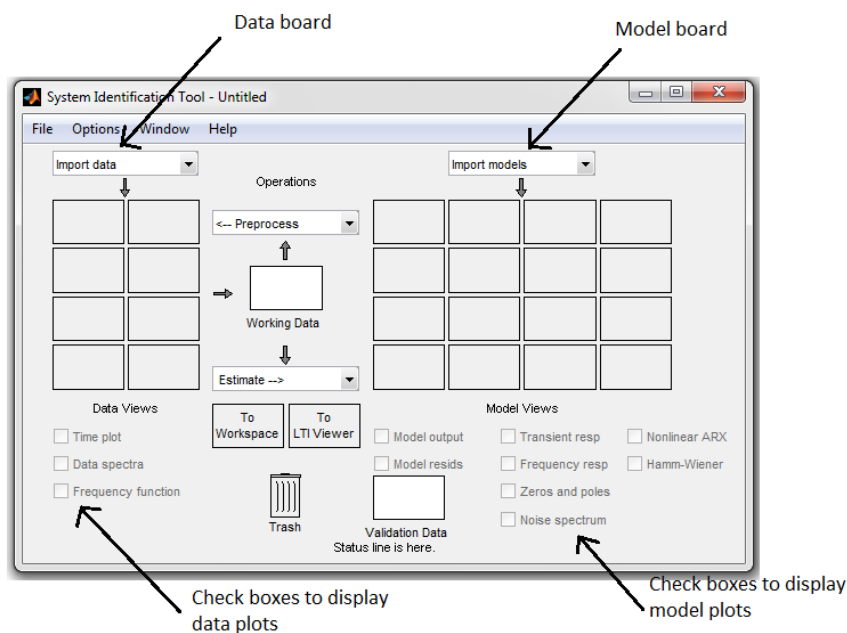 Data board
Model board
System Identification Tool - Untitled
File Options Window Help
Import data
Import models
Operations
<-- Preprocess
Working Data
Estimate -->
Data Views
Model Views
To
Workspace
To
LTI Viewer
Time plot
Data spectra
Frequency function
Model output
Model resids
Transient resp
Frequency resp
Zeros and poles
Noise spectrum
Nonlinear ARX
Hamm-Wiener
Trash
Validation Data
Status line is here.
Check boxes to display
data plots
Check boxes to display
model plots